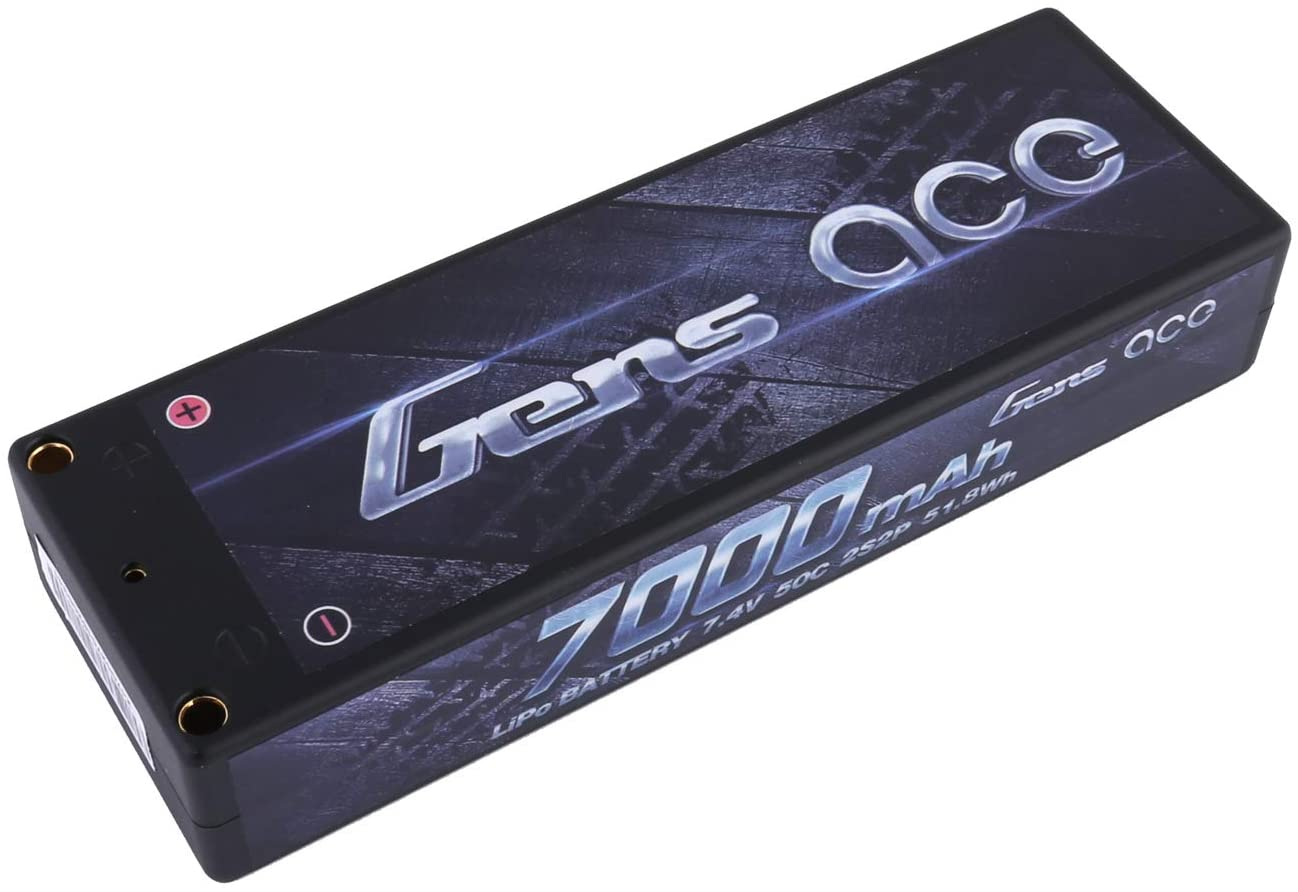 +
Gens ace
-
Gens ace
7000mAh
LiPo BATTERY 7.4V 50C 2S2P 51.8Wh